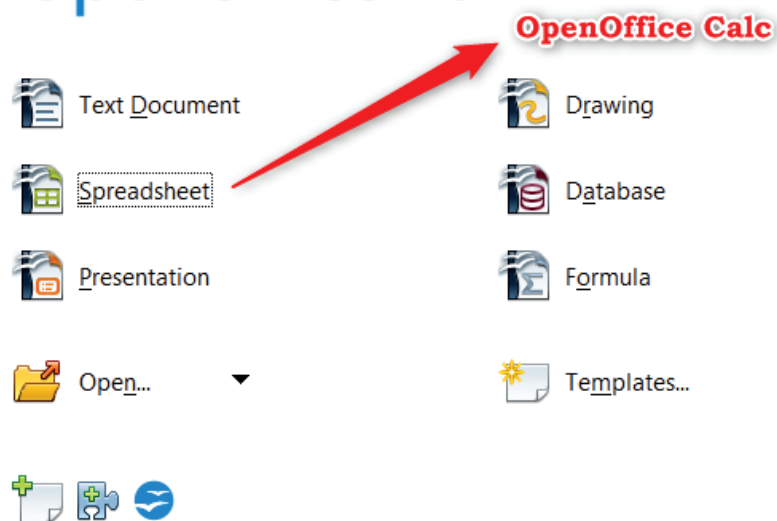 OpenOffice Calc
Text Document
Drawing
Spreadsheet
Database
Presentation
Formula
Open...
Templates...